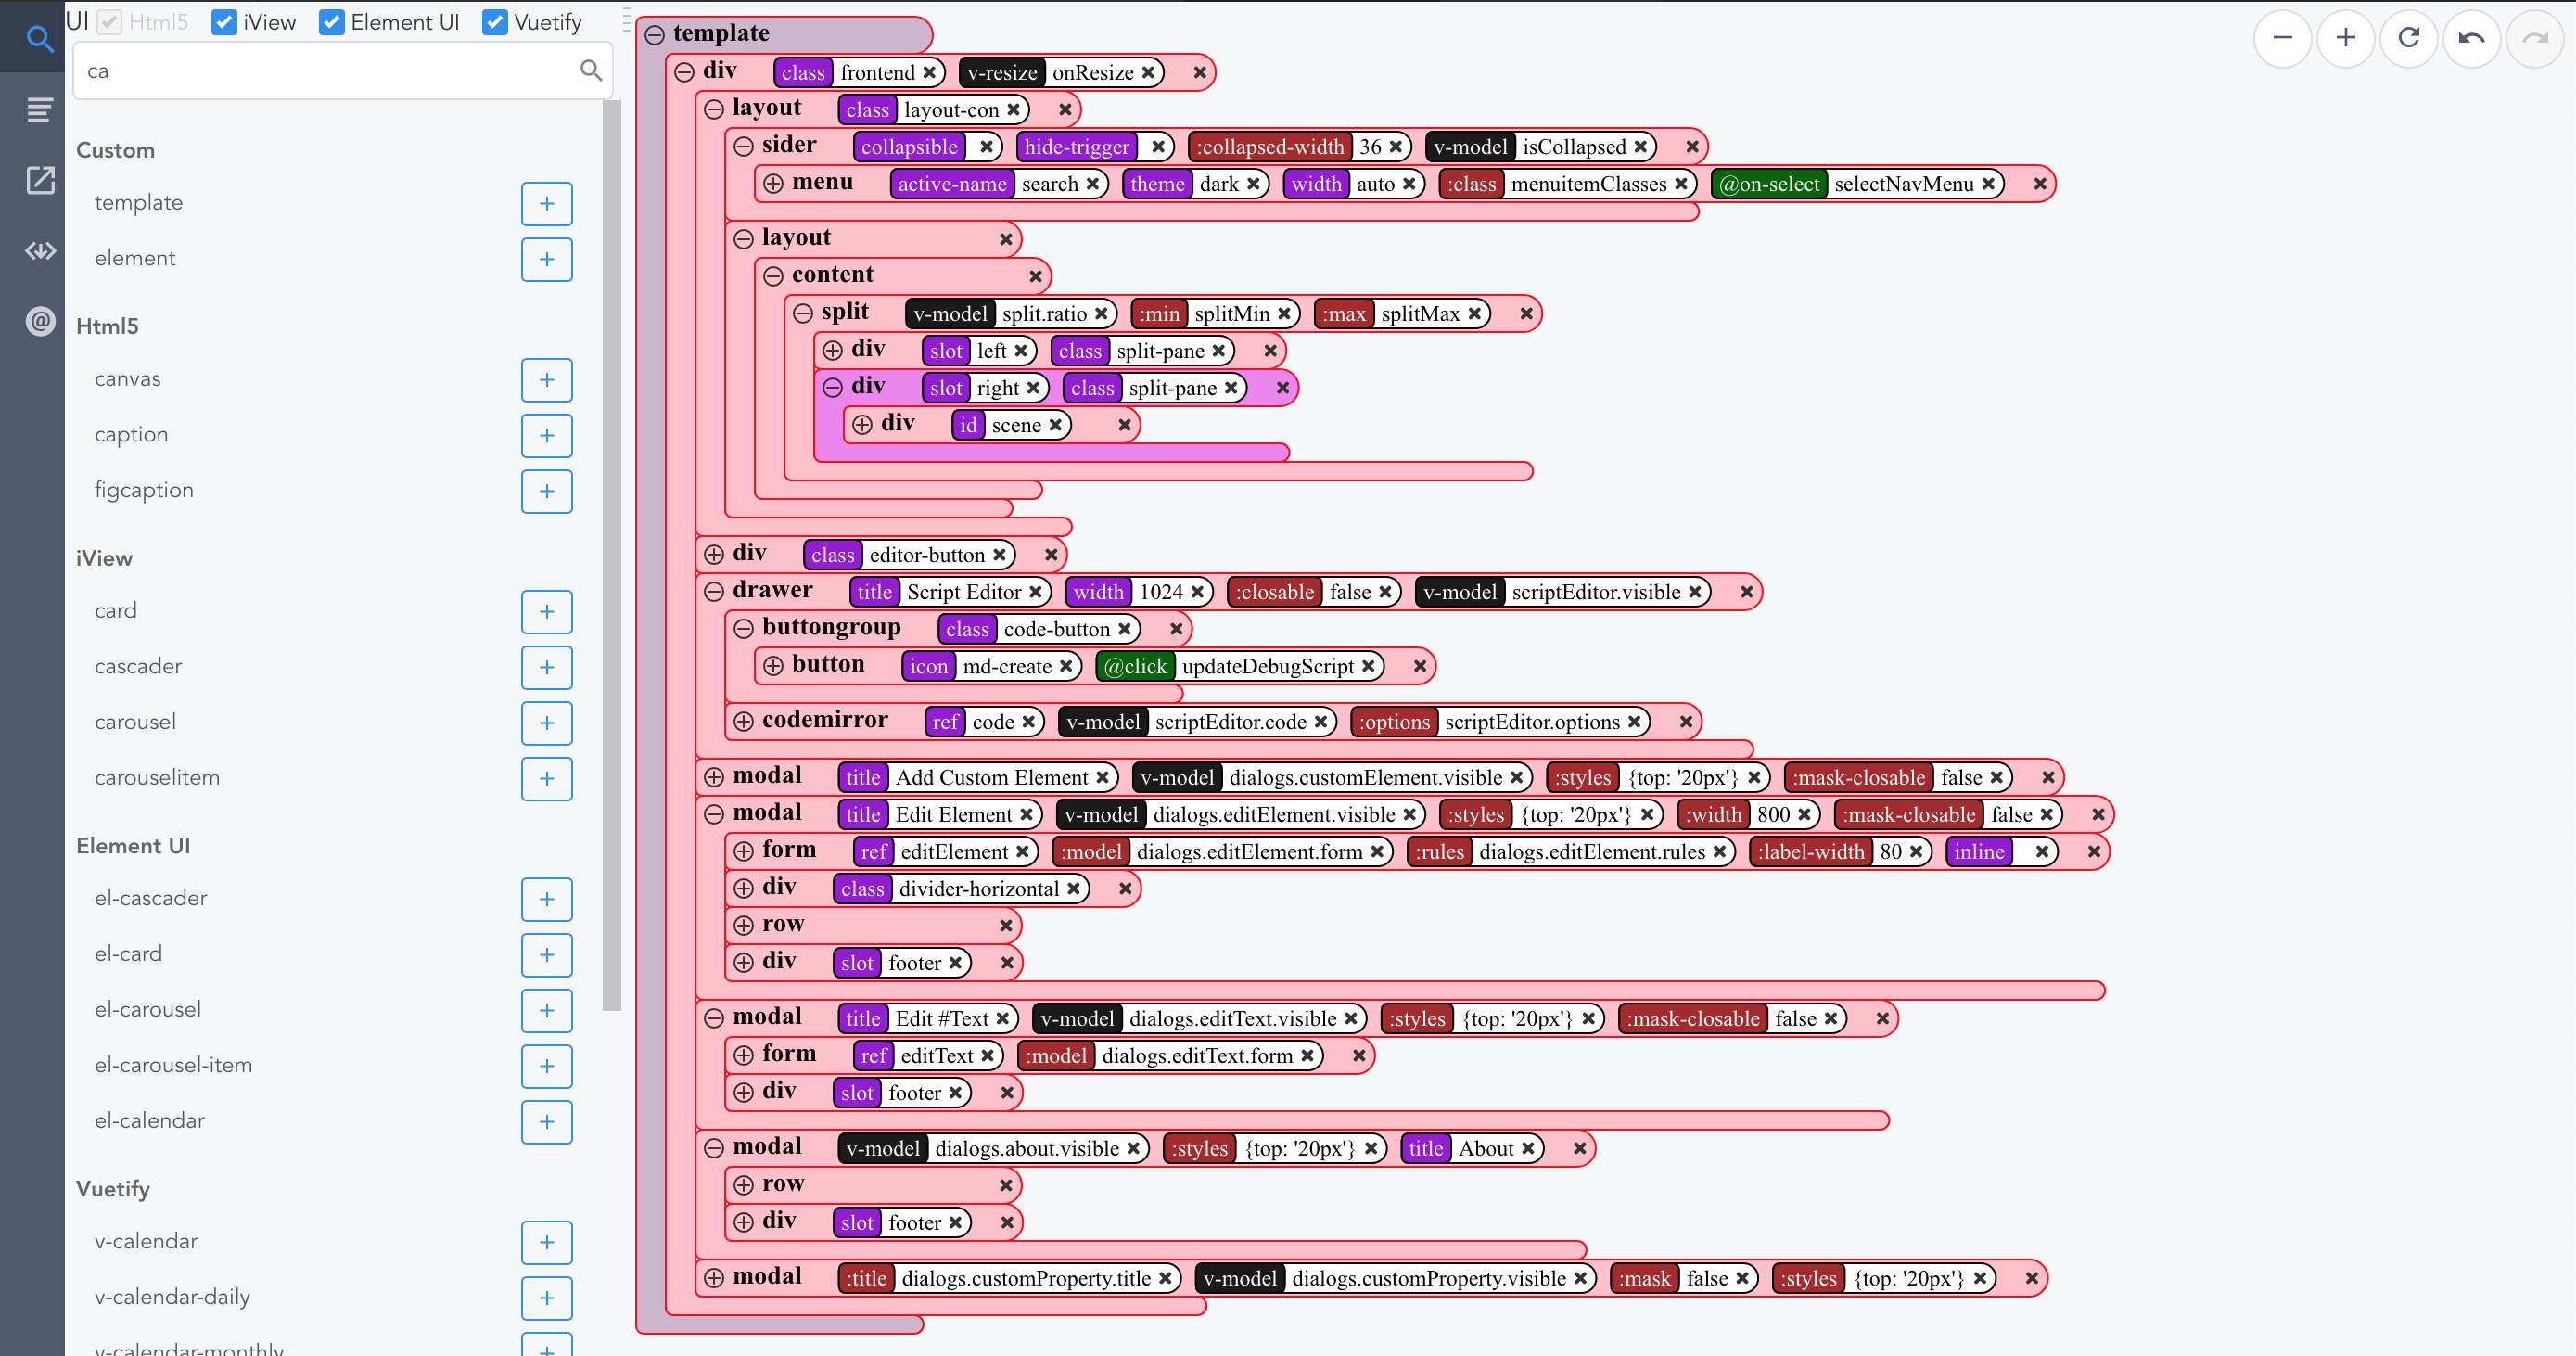 UI Html5 iView Element UI Vuetify
ca
Custom
template
element
Html5
canvas
caption
figcaption
iView
card
cascader
carousel
carouselitem
Element UI
el-cascader
el-card
el-carousel
el-carousel-item
el-calendar
Vuetify
v-calendar
v-calendar-daily
v-calendar-monthly
template
div class frontend v-resize onResize
layout class layout-con
sider collapsible hide-trigger :collapsed-width 36 v-model isCollapsed
menu active-name search theme dark width auto :class menuitemClasses @on-select selectNavMenu
layout
content
split v-model split.ratio :min splitMin :max splitMax
div slot left class split-pane
div slot right class split-pane
div id scene
div class editor-button
drawer title Script Editor width 1024 :closable false v-model scriptEditor.visible
buttongroup class code-button
button icon md-create @click updateDebugScript
codemirror ref code v-model scriptEditor.code :options scriptEditor.options
modal title Add Custom Element v-model dialogs.customElement.visible :styles {top: '20px'} :mask-closable false
modal title Edit Element v-model dialogs.editElement.visible :styles {top: '20px'} :width 800 :mask-closable false
form ref editElement :model dialogs.editElement.form :rules dialogs.editElement.rules :label-width 80 inline
div class divider-horizontal
row
div slot footer
modal title Edit #Text v-model dialogs.editText.visible :styles {top: '20px'} :mask-closable false
form ref editText :model dialogs.editText.form
div slot footer
modal v-model dialogs.about.visible :styles {top: '20px'} title About
row
div slot footer
modal :title dialogs.customProperty.title v-model dialogs.customProperty.visible :mask false :styles {top: '20px'}